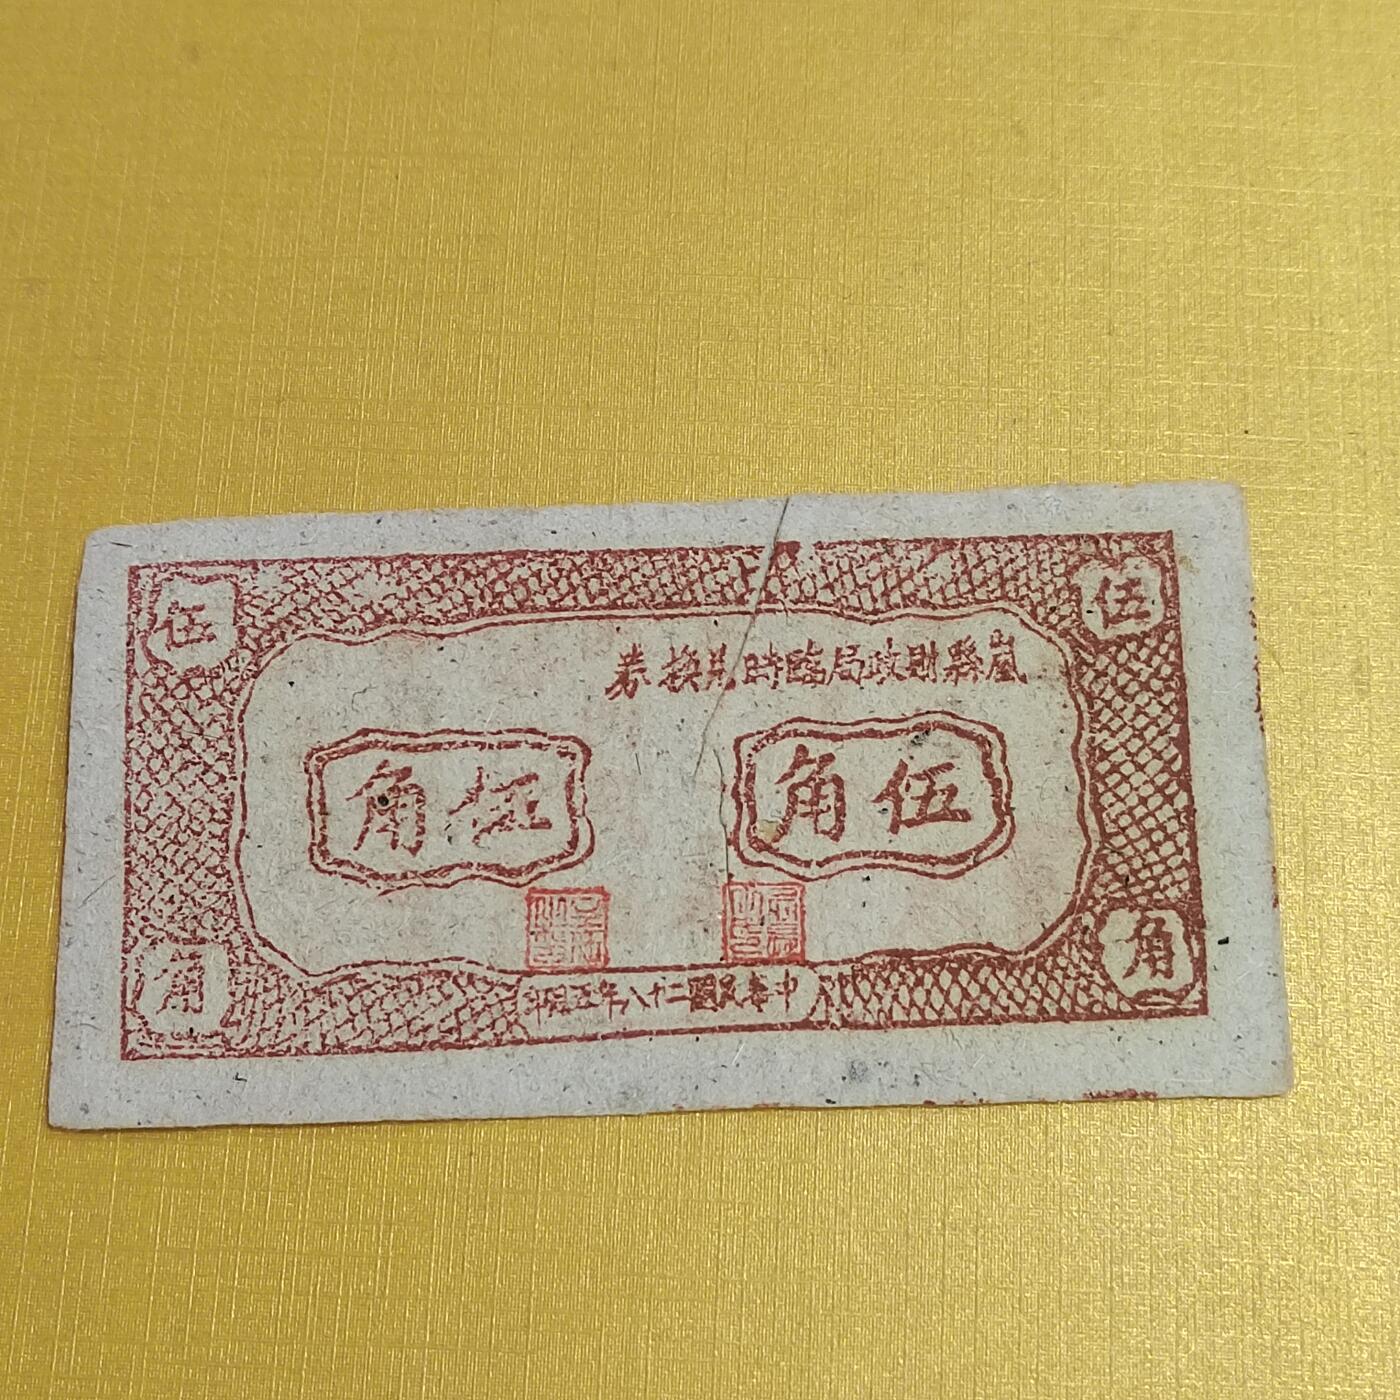 伍
伍
嵐縣財政局臨時兌換券
伍角
伍角
角
角
中華民國二十八年五月印